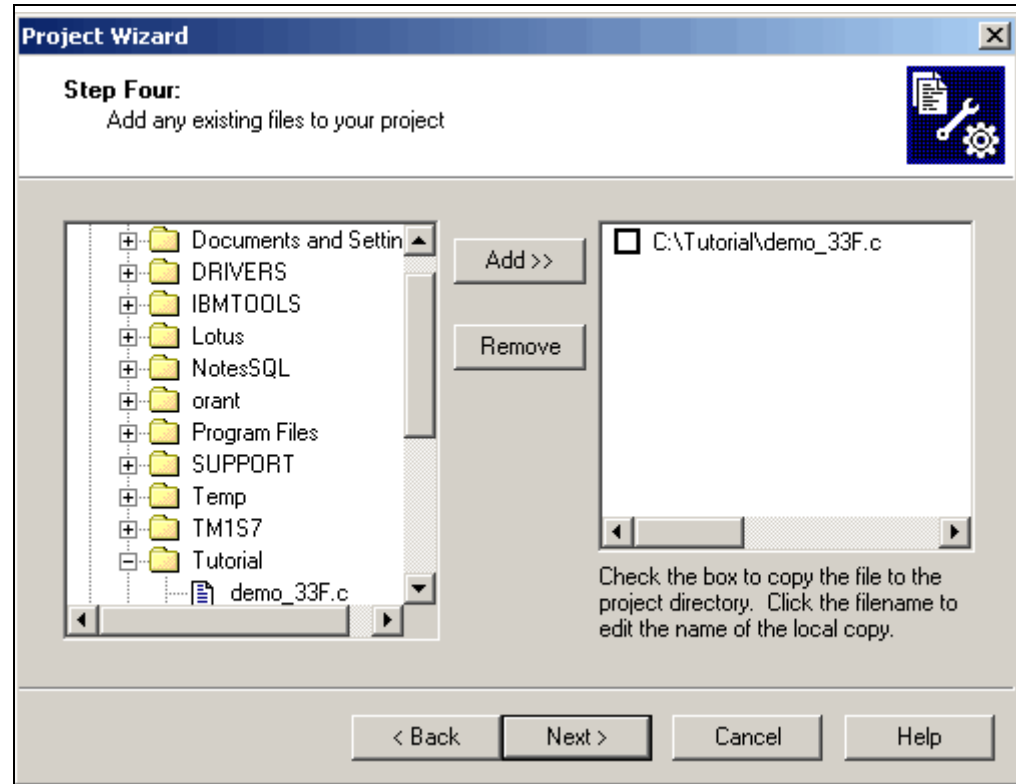 Project Wizard
Step Four:
Add any existing files to your project
Documents and Settin
DRIVERS
IBMTOOLS
Lotus
NotesSQL
orant
Program Files
SUPPORT
Temp
TM1S7
Tutorial
demo_33F.c
Add >>
Remove
C:\Tutorial\demo_33F.c
Check the box to copy the file to the
project directory. Click the filename to
edit the name of the local copy.
< Back
Next >
Cancel
Help